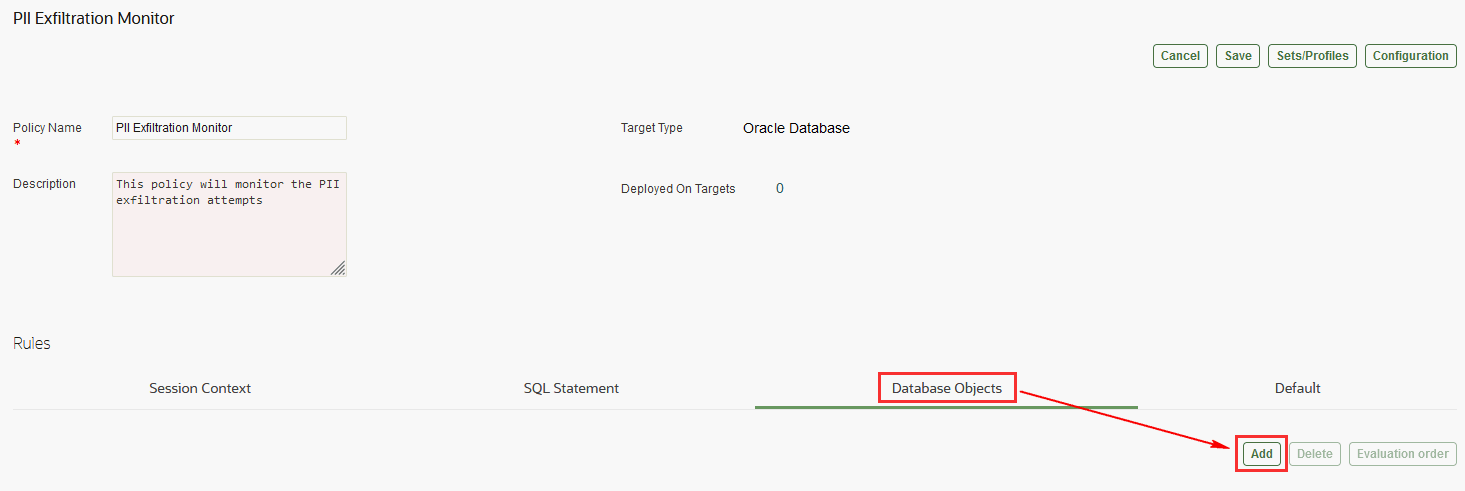 PII Exfiltration Monitor
Cancel Save Sets/Profiles Configuration
Policy Name PII Exfiltration Monitor Target Type Oracle Database
*
Description This policy will monitor the PII
exfiltration attempts
Deployed On Targets 0
Rules
Session Context SQL Statement Database Objects Default
Add Delete Evaluation order